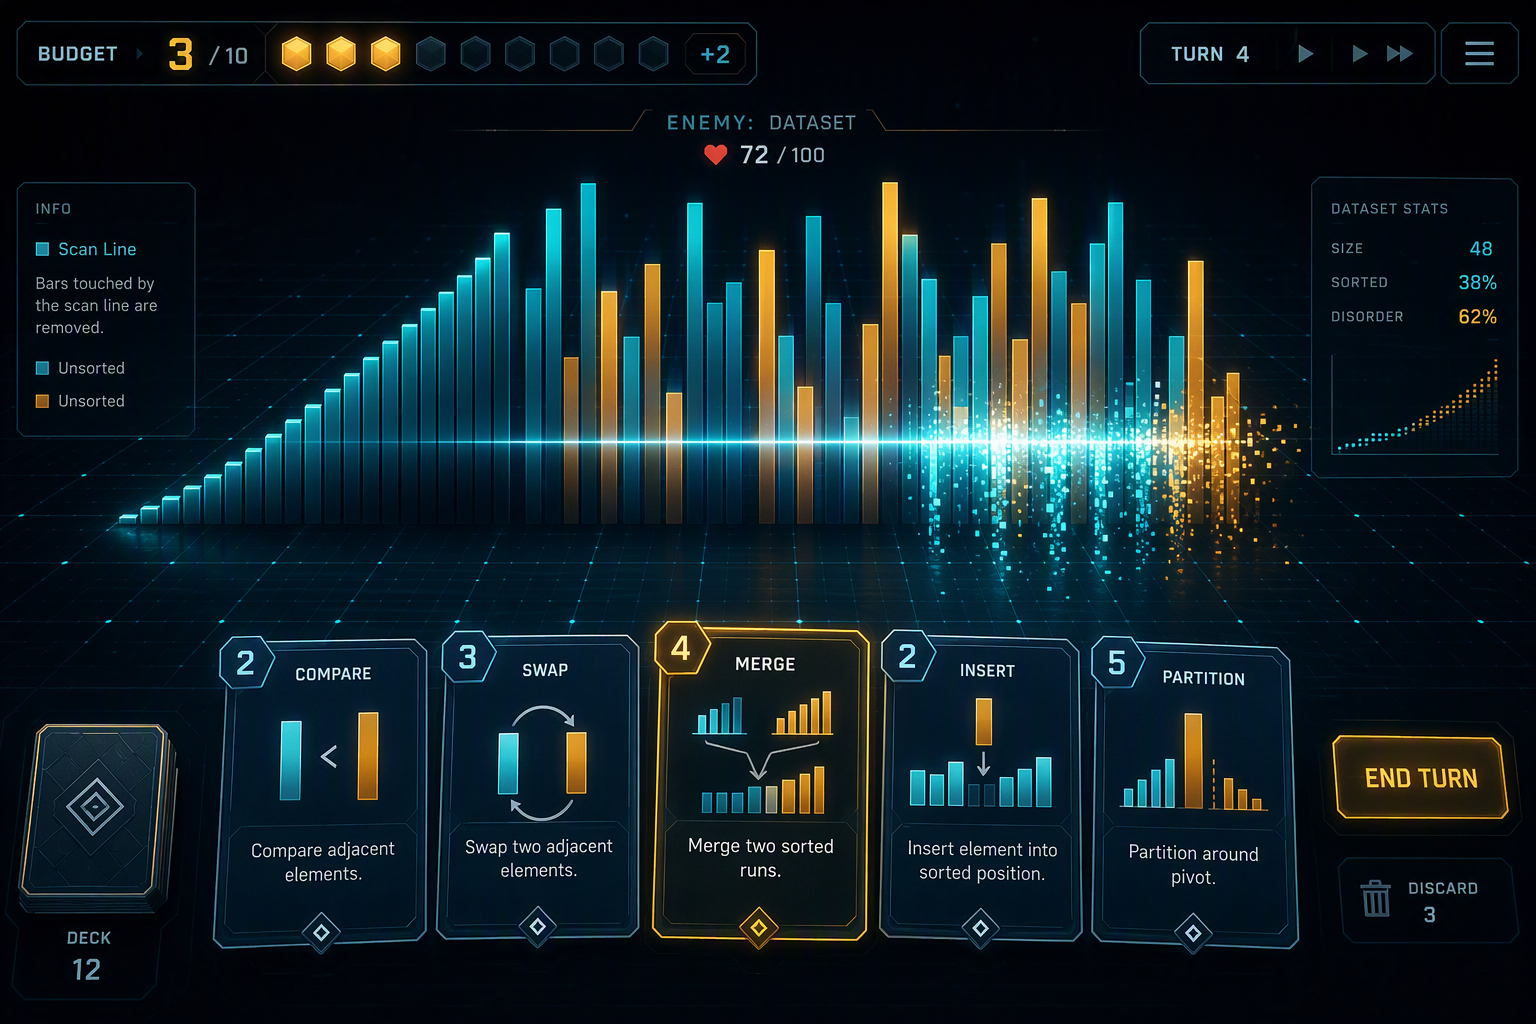 BUDGET 3 / 10 +2
TURN 4
ENEMY: DATASET
72 / 100
INFO
Scan Line
Bars touched by
the scan line are
removed.
Unsorted
Unsorted
DATASET STATS
SIZE 48
SORTED 38%
DISORDER 62%
2 COMPARE
<
Compare adjacent
elements.
3 SWAP
Swap two adjacent
elements.
4 MERGE
Merge two sorted
runs.
2 INSERT
Insert element into
sorted position.
5 PARTITION
Partition around
pivot.
DECK
12
END TURN
DISCARD
3